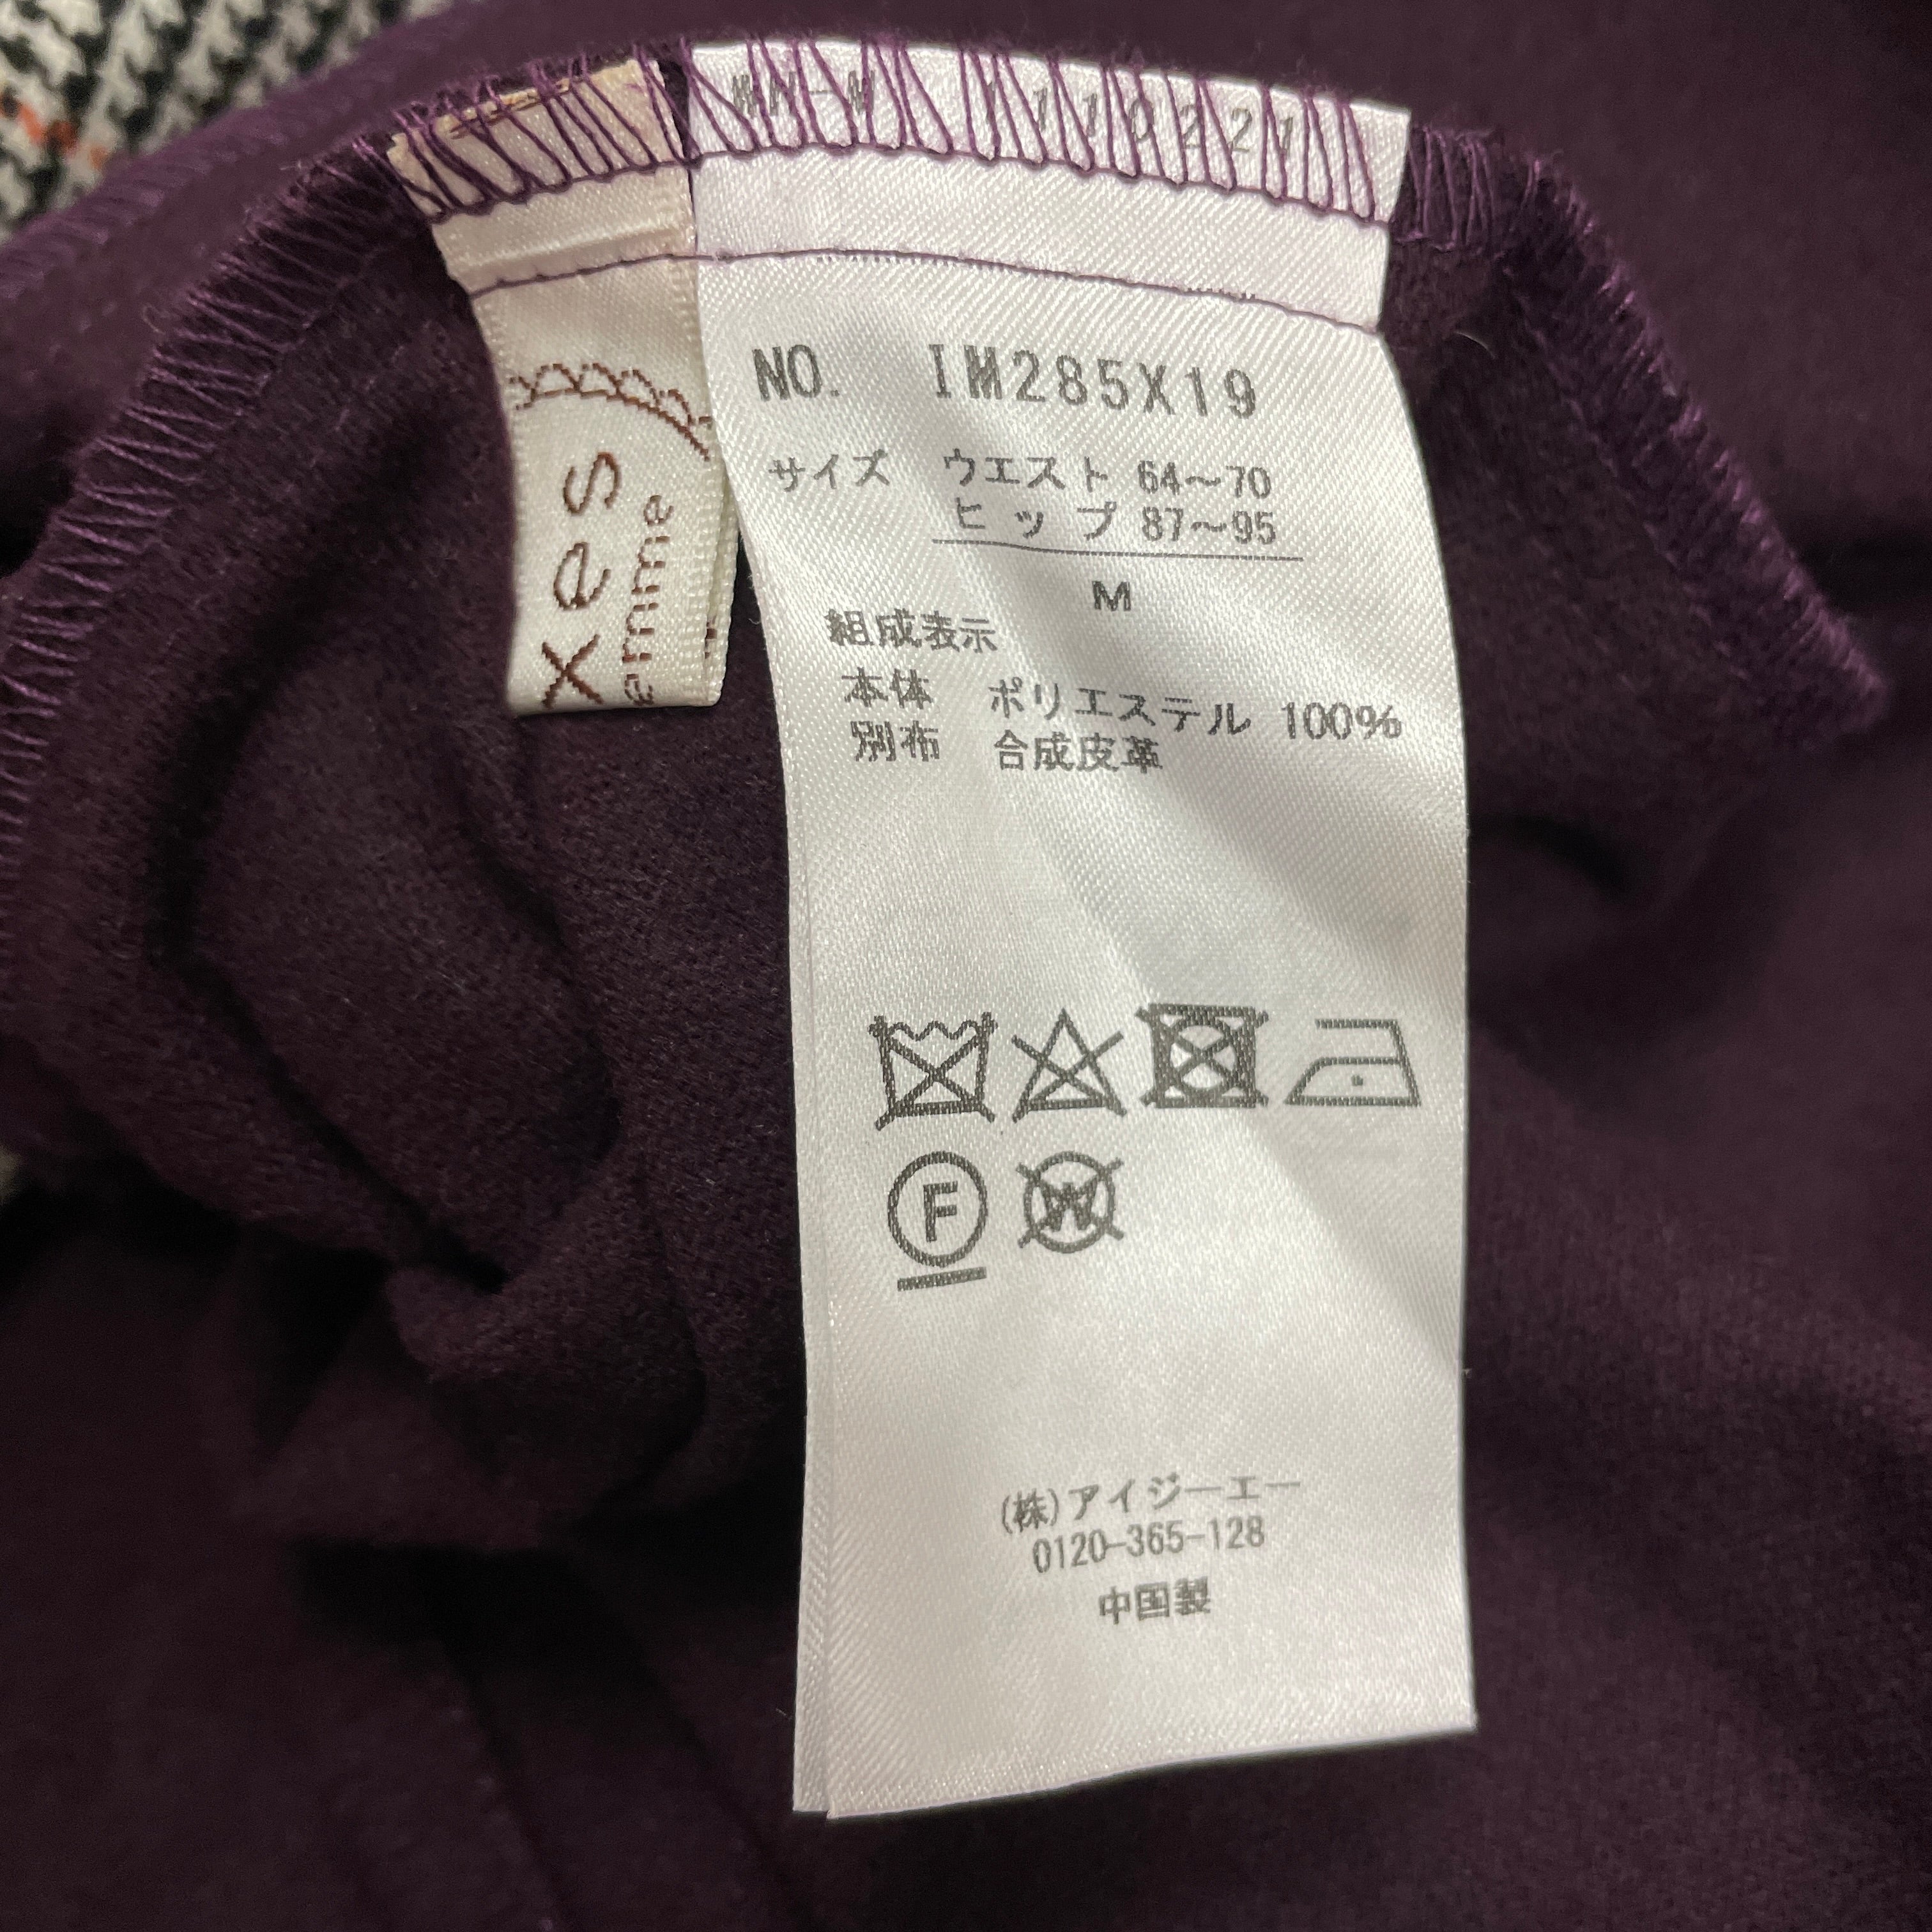 xes
emme
NO. IM285X19
サイズ ウエスト 64～70
ヒップ 87～95
M
組成表示
本体 ポリエステル 100%
別布 合成皮革
F
W
(株)アイジーエー
0120-365-128
中国製